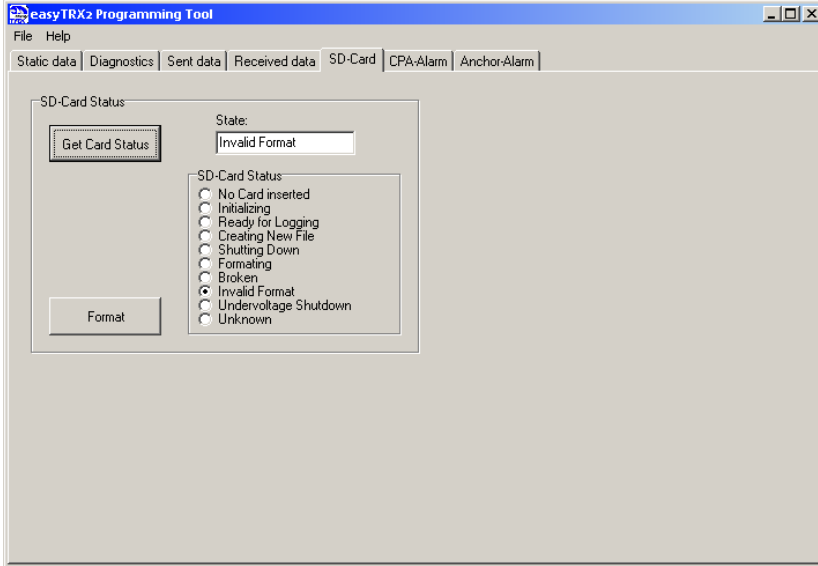 easyTRX2 Programming Tool
File Help
Static data Diagnostics Sent data Received data SD-Card CPA-Alarm Anchor-Alarm
SD-Card Status
Get Card Status
State:
Invalid Format
SD-Card Status
No Card inserted
Initializing
Ready for Logging
Creating New File
Shutting Down
Formating
Broken
Invalid Format
Undervoltage Shutdown
Unknown
Format